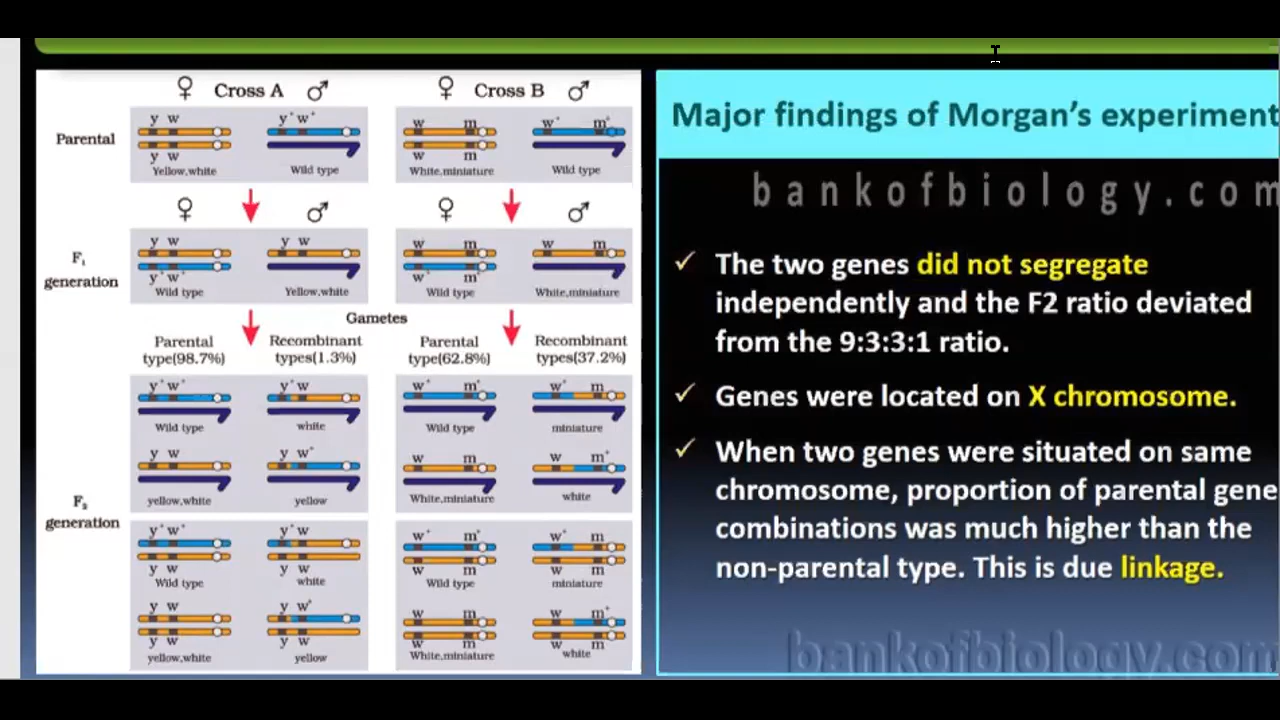 ♀ Cross A ♂
♀ Cross B ♂
Parental
y w
y⁺ w⁺
y w
Yellow,white
Wild type
w m
w⁺ m⁺
w m
White,miniature
Wild type
♀ ♂
♀ ♂
F₁
generation
y w
y w
y⁺ w⁺
Wild type
Yellow,white
w m
w m
w⁺ m⁺
Wild type
White,miniature
Gametes
Parental
type(98.7%)
Recombinant
types(1.3%)
Parental
type(62.8%)
Recombinant
types(37.2%)
F₂
generation
y⁺ w⁺
y⁺ w
Wild type
white
w⁺ m⁺
w⁺ m
Wild type
miniature
y w
y w⁺
yellow,white
yellow
w m
w m⁺
White,miniature
white
y⁺ w⁺
y⁺ w
y w
y w
Wild type
white
w⁺ m⁺
w⁺ m
w m
w m
Wild type
miniature
y w
y w⁺
y w
y w
yellow,white
yellow
w m
w m⁺
w m
w m
White,miniature
white
Major findings of Morgan's experiment
bankofbiology.com
✓ The two genes did not segregate
independently and the F2 ratio deviated
from the 9:3:3:1 ratio.
✓ Genes were located on X chromosome.
✓ When two genes were situated on same
chromosome, proportion of parental gene
combinations was much higher than the
non-parental type. This is due linkage.
bankofbiology.com